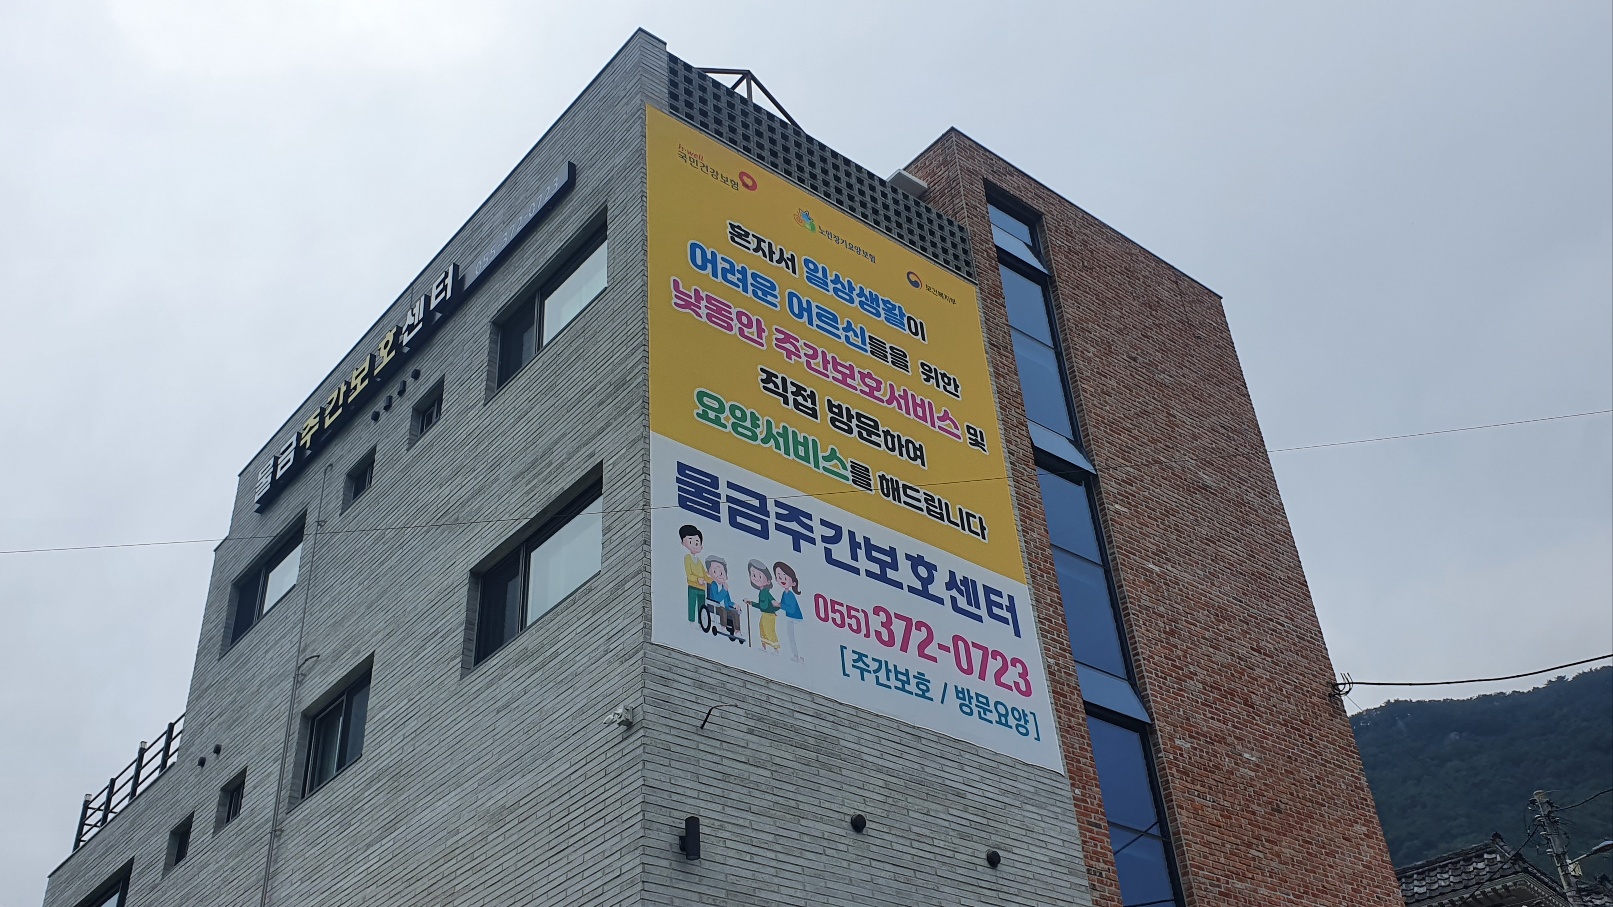 물금주간보호센터
055-372-0723
h·well
국민건강보험
노인장기요양보험
보건복지부
혼자서 일상생활이
어려운 어르신들을 위한
낮동안 주간보호서비스 및
직접 방문하여
요양서비스를 해드립니다
물금주간보호센터
055)372-0723
[주간보호 / 방문요양]